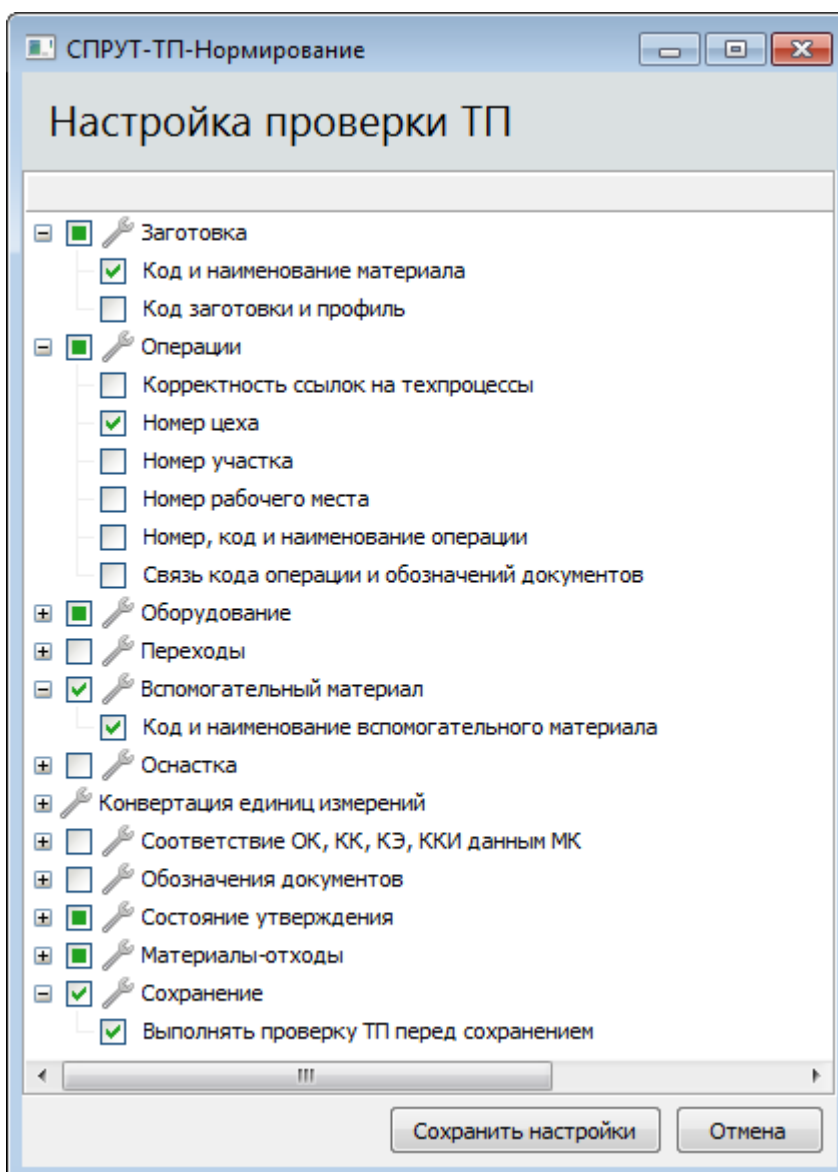 СПРУТ-ТП-Нормирование
Настройка проверки ТП
Заготовка
Код и наименование материала
Код заготовки и профиль
Операции
Корректность ссылок на техпроцессы
Номер цеха
Номер участка
Номер рабочего места
Номер, код и наименование операции
Связь кода операции и обозначений документов
Оборудование
Переходы
Вспомогательный материал
Код и наименование вспомогательного материала
Оснастка
Конвертация единиц измерений
Соответствие ОК, КК, КЭ, ККИ данным МК
Обозначения документов
Состояние утверждения
Материалы-отходы
Сохранение
Выполнять проверку ТП перед сохранением
Сохранить настройки Отмена